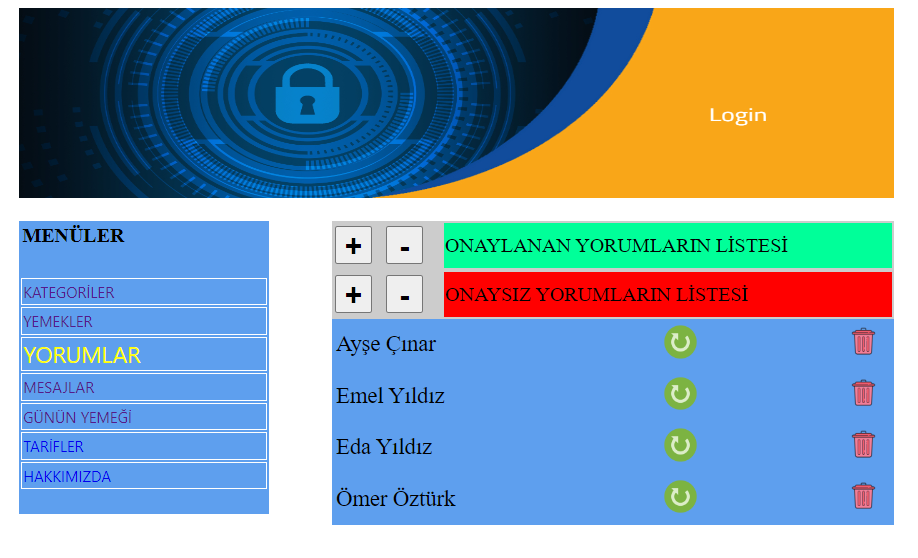 Login
MENÜLER
KATEGORİLER
YEMEKLER
YORUMLAR
MESAJLAR
GÜNÜN YEMEĞİ
TARİFLER
HAKKIMIZDA
+ - ONAYLANAN YORUMLARIN LİSTESİ
+ - ONAYSIZ YORUMLARIN LİSTESİ
Ayşe Çınar
Emel Yıldız
Eda Yıldız
Ömer Öztürk